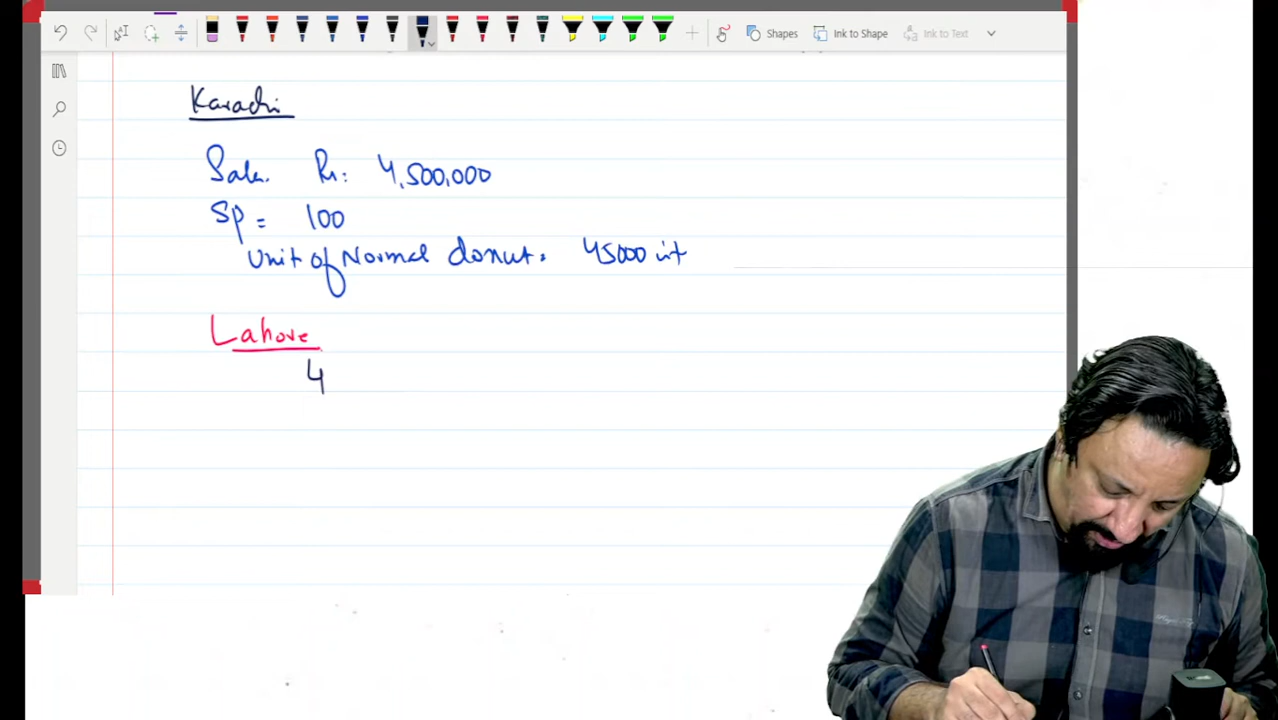 Shapes Ink to Shape Ink to Text
Karachi
Sale. Rs: 4,500,000
Sp = 100
Unit of Normal donut = 45000 unit
Lahore
4